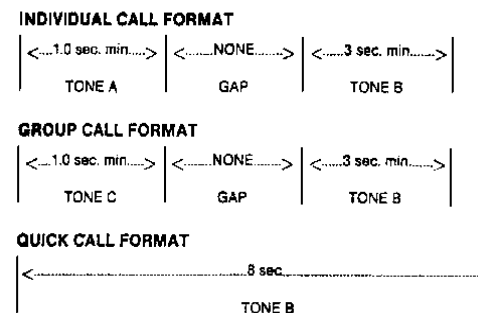 INDIVIDUAL CALL FORMAT
<....1.0 sec. min.....> <.......NONE........> <......3 sec. min.......>
TONE A GAP TONE B
GROUP CALL FORMAT
<....1.0 sec. min.....> <.......NONE........> <......3 sec. min.......>
TONE C GAP TONE B
QUICK CALL FORMAT
<.......8 sec.......
TONE B